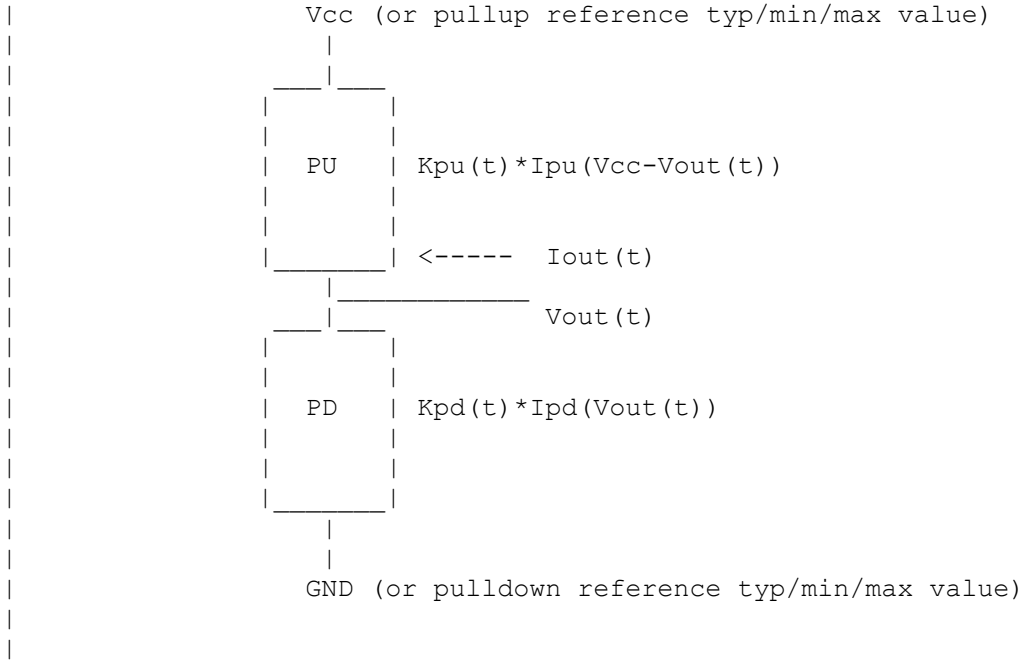 Vcc (or pullup reference typ/min/max value)
PU Kpu(t)*Ipu(Vcc-Vout(t))
<----- Iout(t)
Vout(t)
PD Kpd(t)*Ipd(Vout(t))
GND (or pulldown reference typ/min/max value)